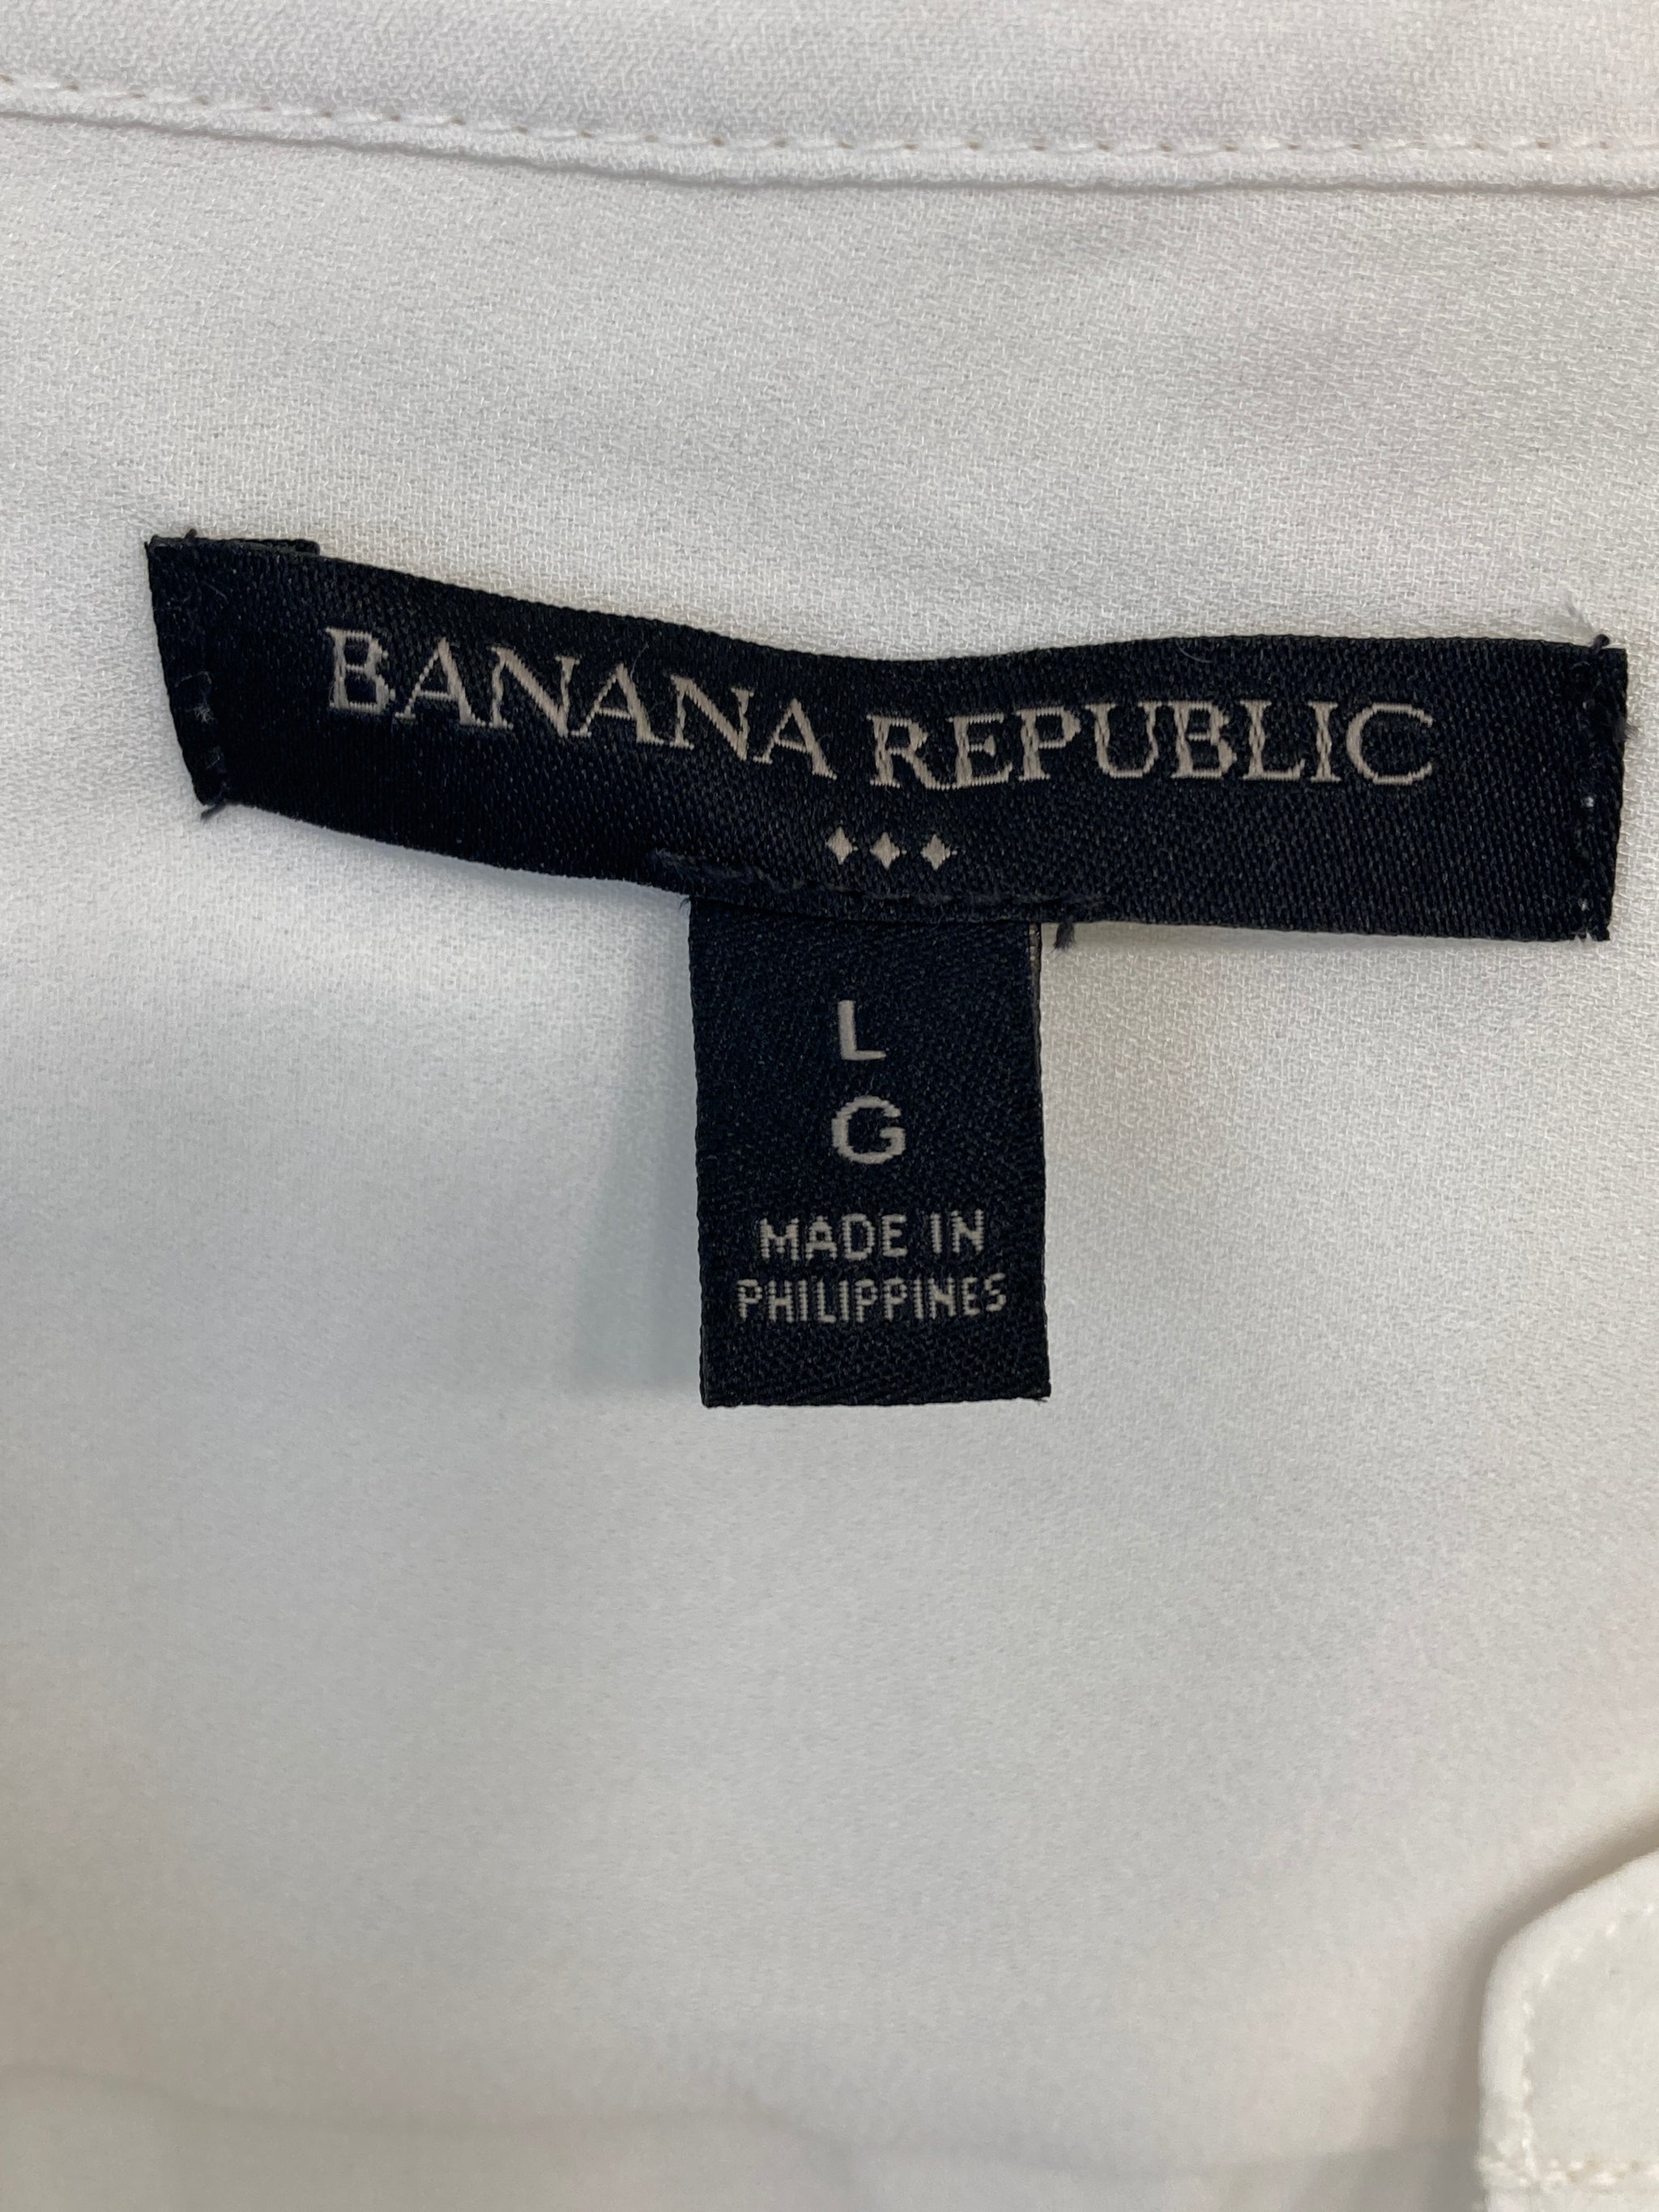 BANANA REPUBLIC
L
G
MADE IN
PHILIPPINES